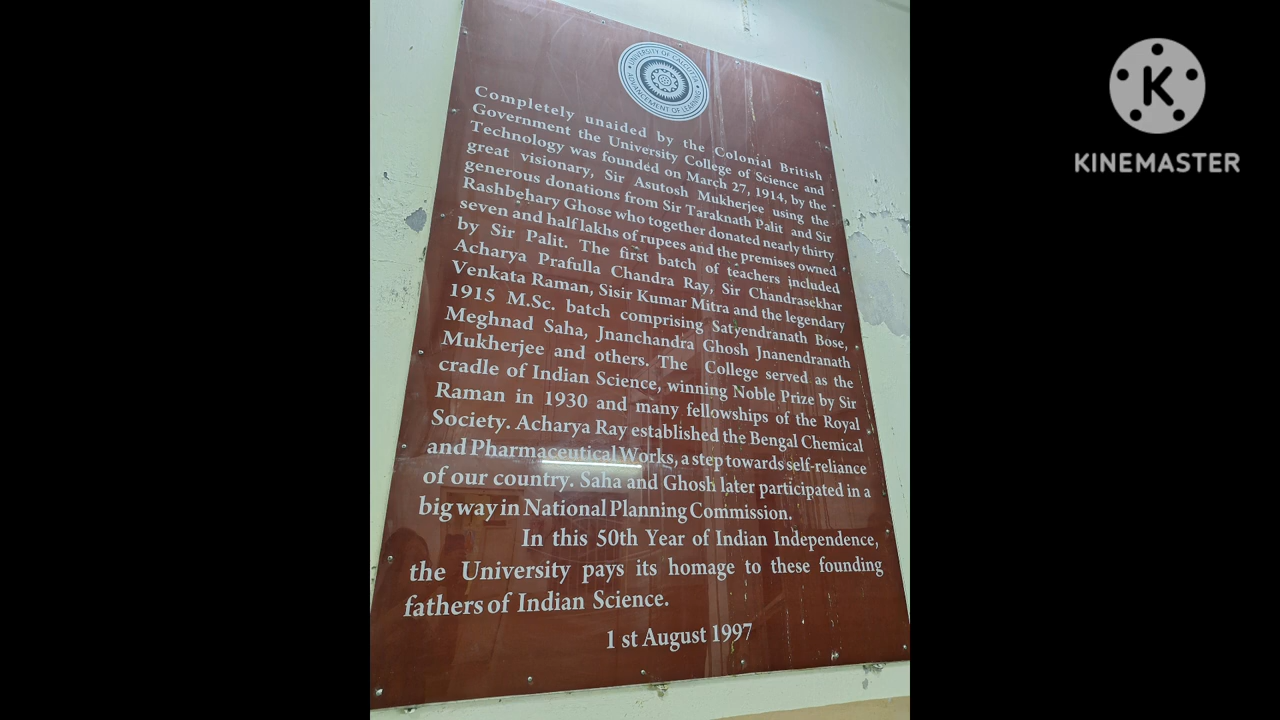 UNIVERSITY OF CALCUTTA
ADVANCEMENT OF LEARNING
Completely unaided by the Colonial British
Government the University College of Science and
Technology was founded on March 27, 1914, by the
great visionary, Sir Asutosh Mukherjee using the
generous donations from Sir Taraknath Palit and Sir
Rashbehary Ghose who together donated nearly thirty
seven and half lakhs of rupees and the premises owned
by Sir Palit. The first batch of teachers included
Acharya Prafulla Chandra Ray, Sir Chandrasekhar
Venkata Raman, Sisir Kumar Mitra and the legendary
1915 M.Sc. batch comprising Satyendranath Bose,
Meghnad Saha, Jnanchandra Ghosh Jnanendranath
Mukherjee and others. The College served as the
cradle of Indian Science, winning Noble Prize by Sir
Raman in 1930 and many fellowships of the Royal
Society. Acharya Ray established the Bengal Chemical
and Pharmaceutical Works, a step towards self-reliance
of our country. Saha and Ghosh later participated in a
big way in National Planning Commission.
In this 50th Year of Indian Independence,
the University pays its homage to these founding
fathers of Indian Science.
1 st August 1997
K
KINEMASTER